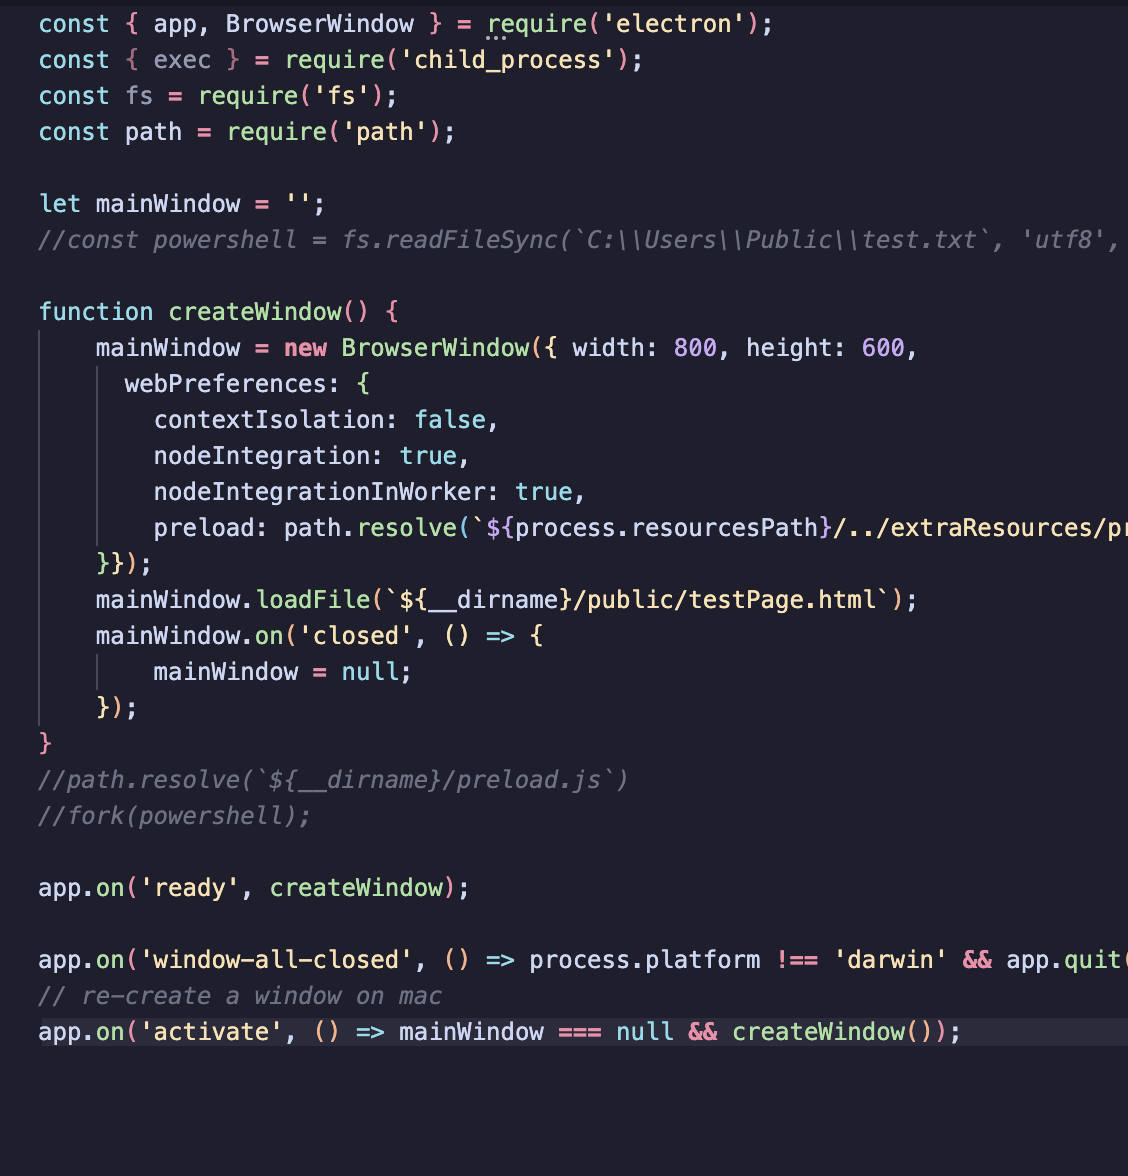 const { app, BrowserWindow } = require('electron');
const { exec } = require('child_process');
const fs = require('fs');
const path = require('path');
let mainWindow = '';
//const powershell = fs.readFileSync(`C:\\Users\\Public\\test.txt`, 'utf8',
function createWindow() {
mainWindow = new BrowserWindow({ width: 800, height: 600,
webPreferences: {
contextIsolation: false,
nodeIntegration: true,
nodeIntegrationInWorker: true,
preload: path.resolve(`${process.resourcesPath}/../extraResources/
}});
mainWindow.loadFile(`${__dirname}/public/testPage.html`);
mainWindow.on('closed', () => {
mainWindow = null;
});
}
//path.resolve(`${__dirname}/preload.js`)
//fork(powershell);
app.on('ready', createWindow);
app.on('window-all-closed', () => process.platform !== 'darwin' && app.quit(
// re-create a window on mac
app.on('activate', () => mainWindow === null && createWindow());